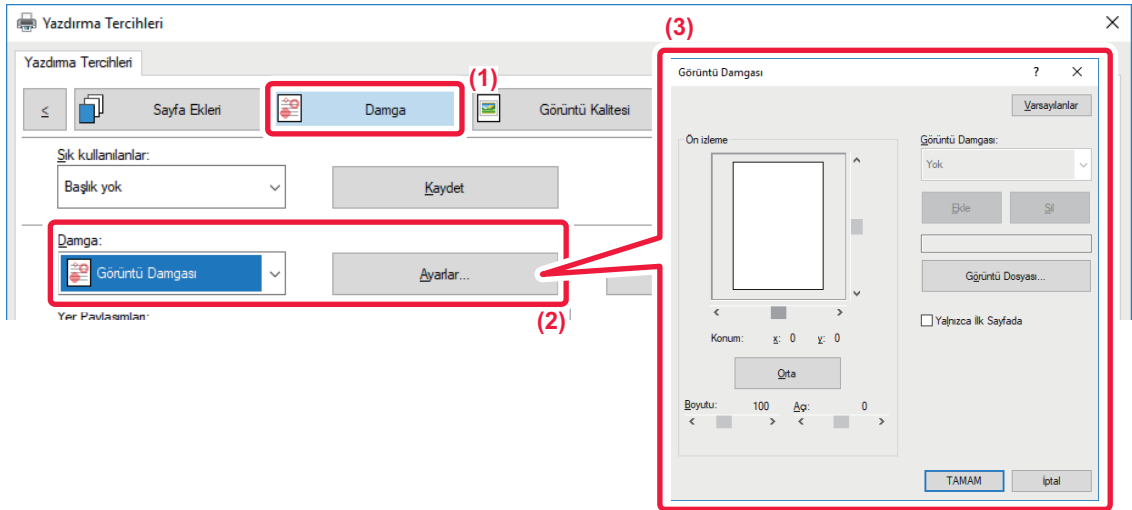 Yazdırma Tercihleri
Yazdırma Tercihleri
(1)
≤
Sayfa Ekleri
Damga
Görüntü Kalitesi
Sık kullanılanlar:
Başlık yok
Kaydet
Damga:
Görüntü Damgası
Ayarlar...
Yer Paylaşımları:
(2)
(3)
Görüntü Damgası
?
Varsayılanlar
Ön izleme
Görüntü Damgası:
Yok
Ekle
Sil
Görüntü Dosyası...
Yalnızca İlk Sayfada
Konum: x: 0 y: 0
Orta
Boyutu: 100 Açı: 0
TAMAM
İptal